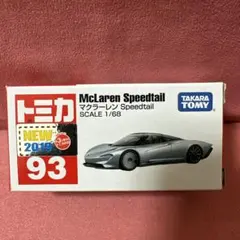 トミカ
NEW
2019
93
McLaren Speedtail
マクラーレン Speedtail
SCALE 1/68
TAKARA
TOMY